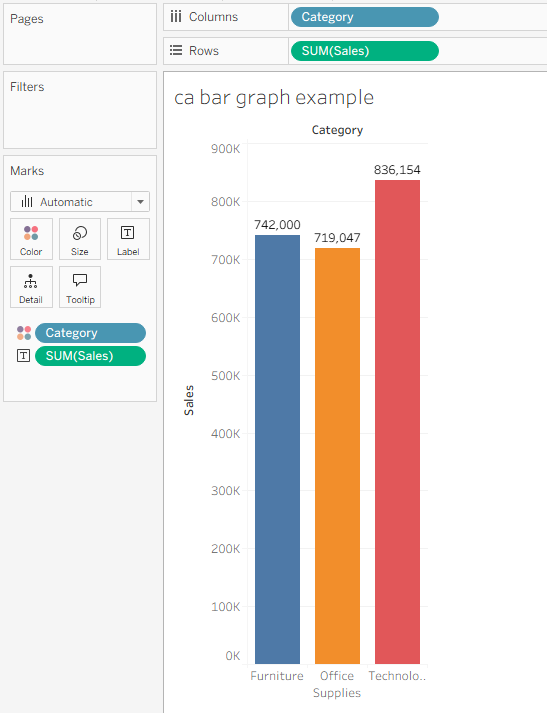 Pages
Columns
Category
Rows
SUM(Sales)
Filters
Marks
Automatic
Color
Size
Label
Detail
Tooltip
Category
SUM(Sales)
ca bar graph example
Category
900K
800K
700K
600K
500K
400K
300K
200K
100K
0K
Sales
742,000
719,047
836,154
Furniture
Office
Supplies
Technolo..